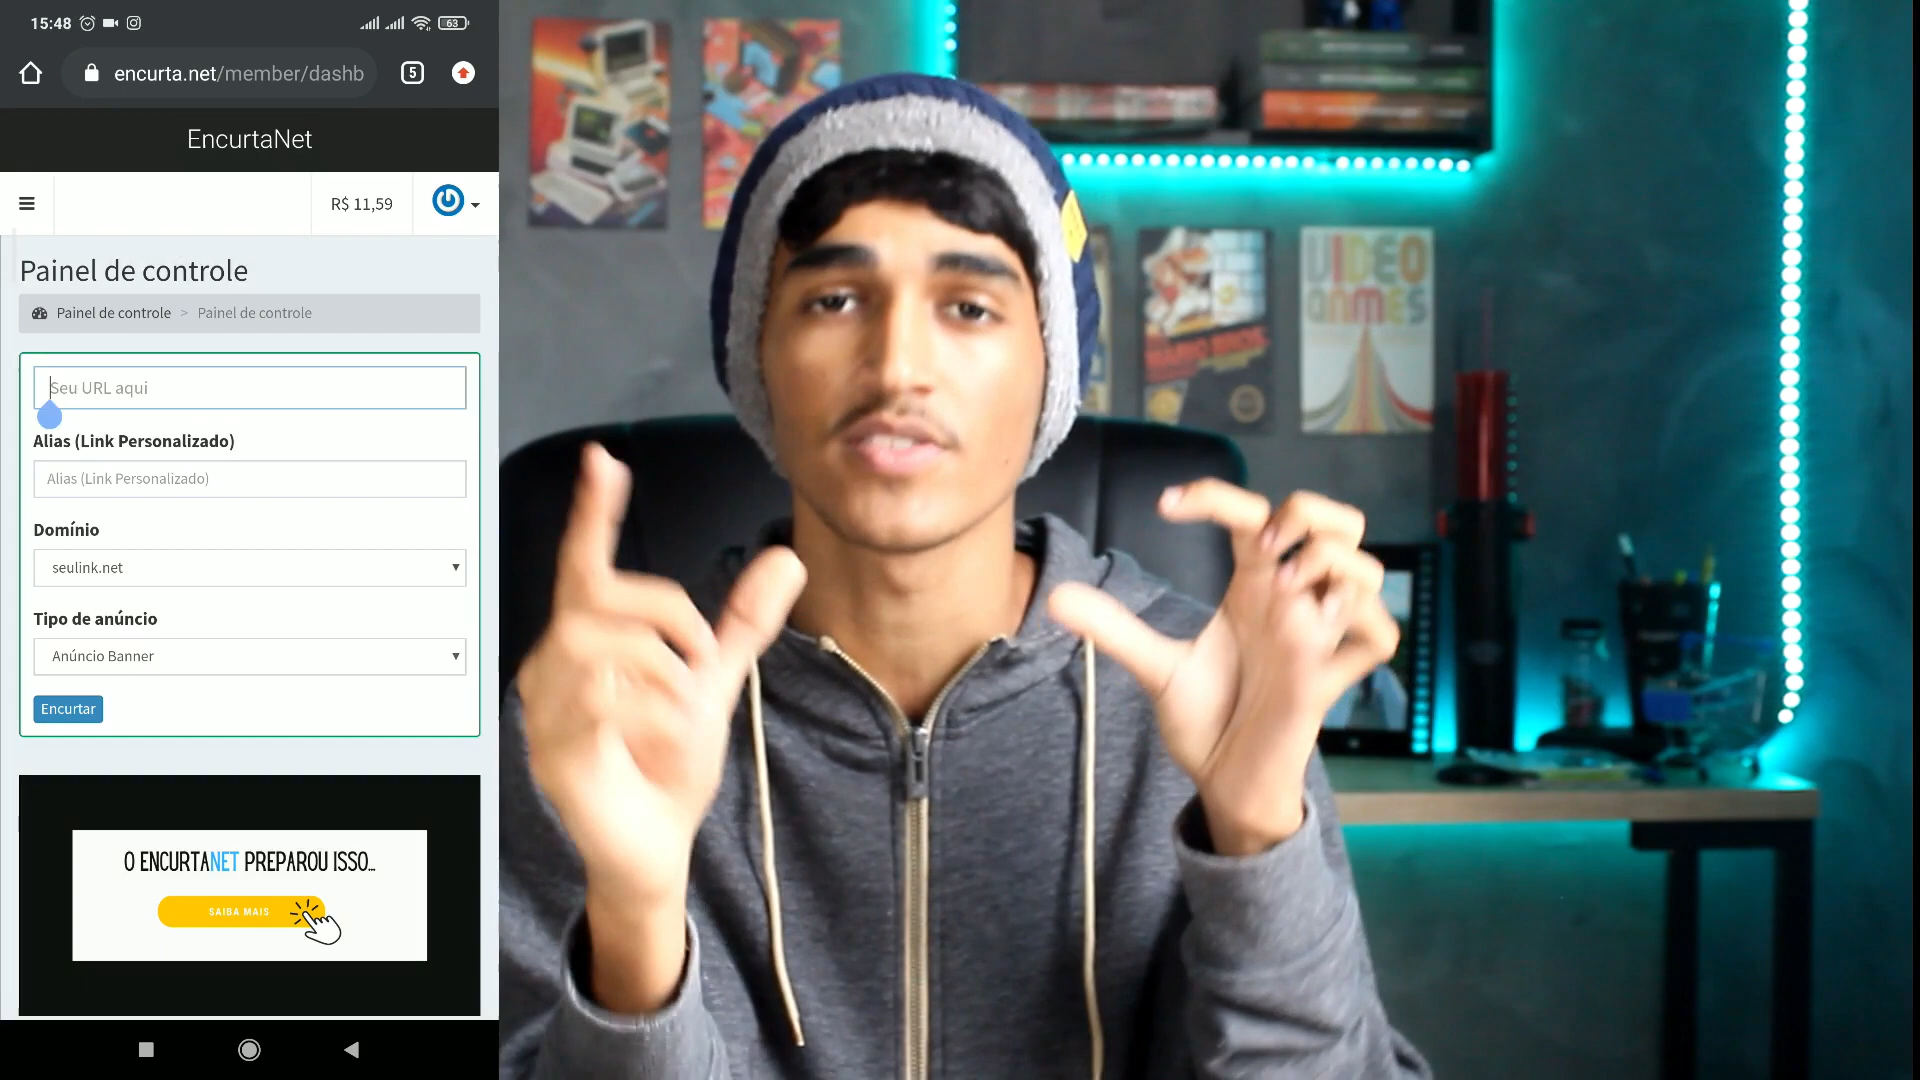 15:48
63
encurta.net/member/dashb
5
EncurtaNet
R$ 11,59
Painel de controle
Painel de controle > Painel de controle
Seu URL aqui
Alias (Link Personalizado)
Alias (Link Personalizado)
Domínio
seulink.net
Tipo de anúncio
Anúncio Banner
Encurtar
O ENCURTANET PREPAROU ISSO...
SAIBA MAIS
VIDEO
GAMES